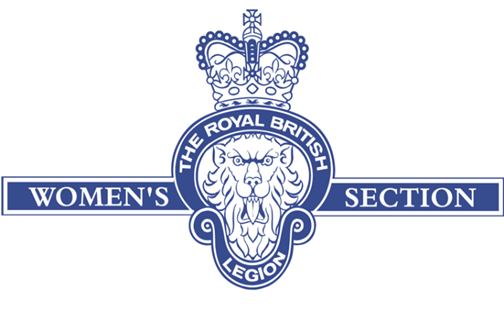 THE ROYAL BRITISH
WOMEN'S SECTION
LEGION